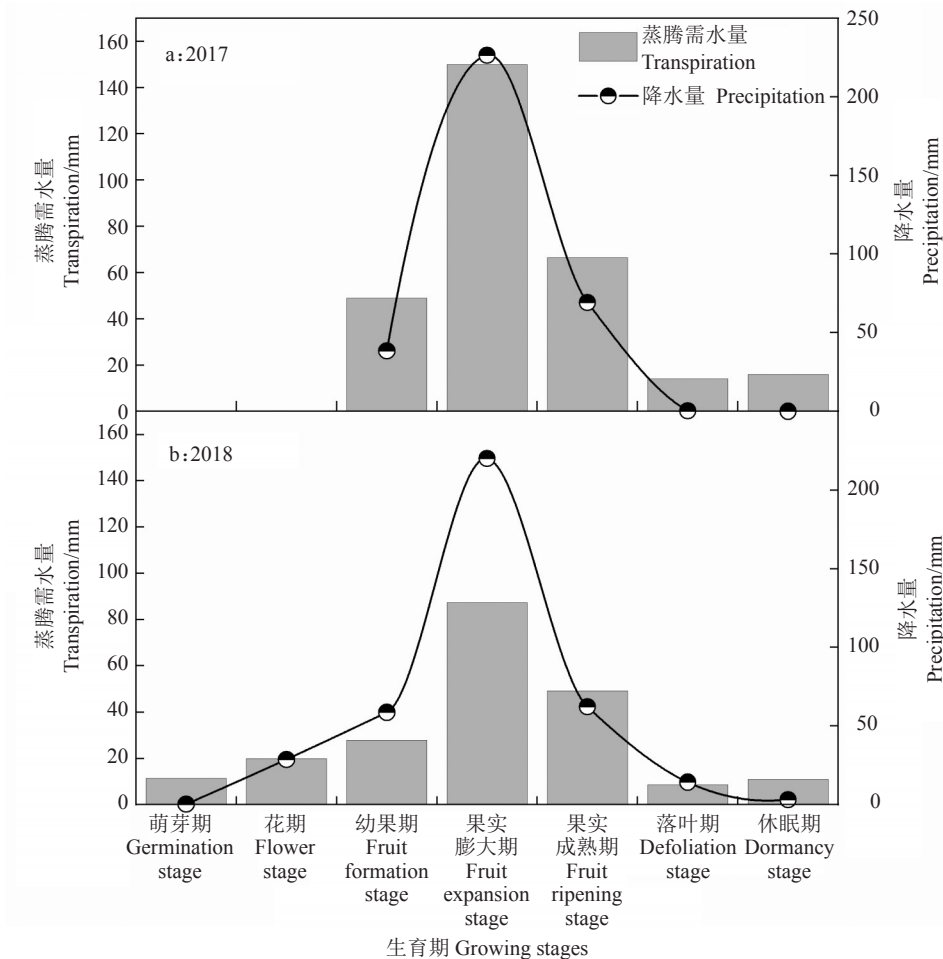 160
140
120
100
80
60
40
20
0
蒸腾需水量
Transpiration/mm
a:2017
蒸腾需水量
Transpiration
降水量 Precipitation
250
200
150
100
50
0
降水量
Precipitation/mm
160
140
120
100
80
60
40
20
0
蒸腾需水量
Transpiration/mm
b:2018
200
150
100
50
0
降水量
Precipitation/mm
萌芽期
Germination
stage
花期
Flower
stage
幼果期
Fruit
formation
stage
果实
膨大期
Fruit
expansion
stage
果实
成熟期
Fruit
ripening
stage
落叶期
Defoliation
stage
休眠期
Dormancy
stage
生育期 Growing stages